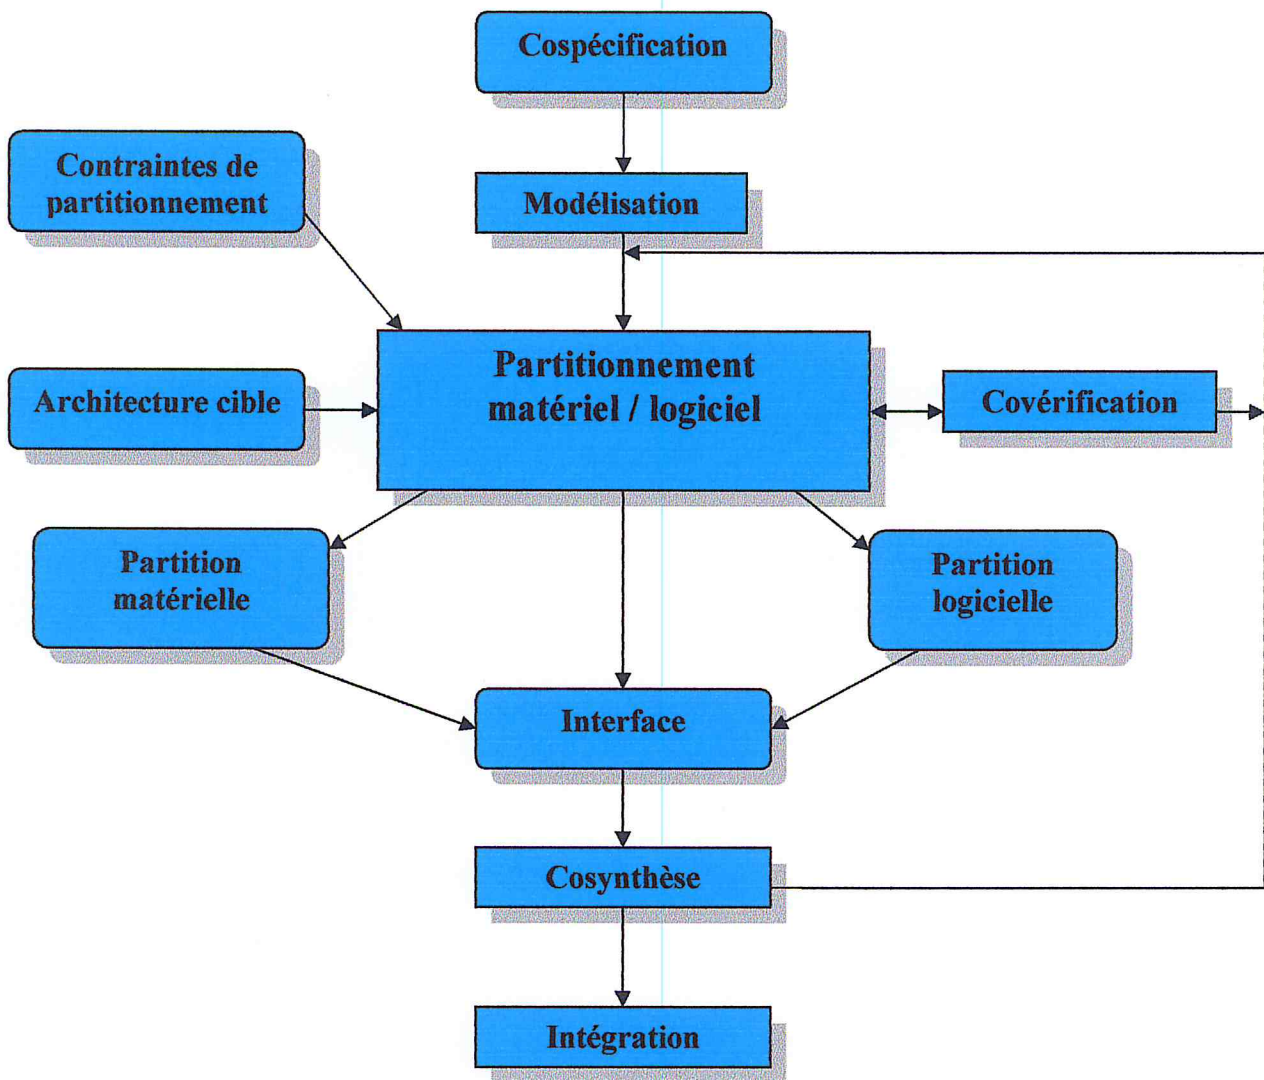 Cospécification
Contraintes de
partitionnement
Modélisation
Partitionnement
matériel / logiciel
Architecture cible
Covérification
Partition
matérielle
Partition
logicielle
Interface
Cosynthèse
Intégration